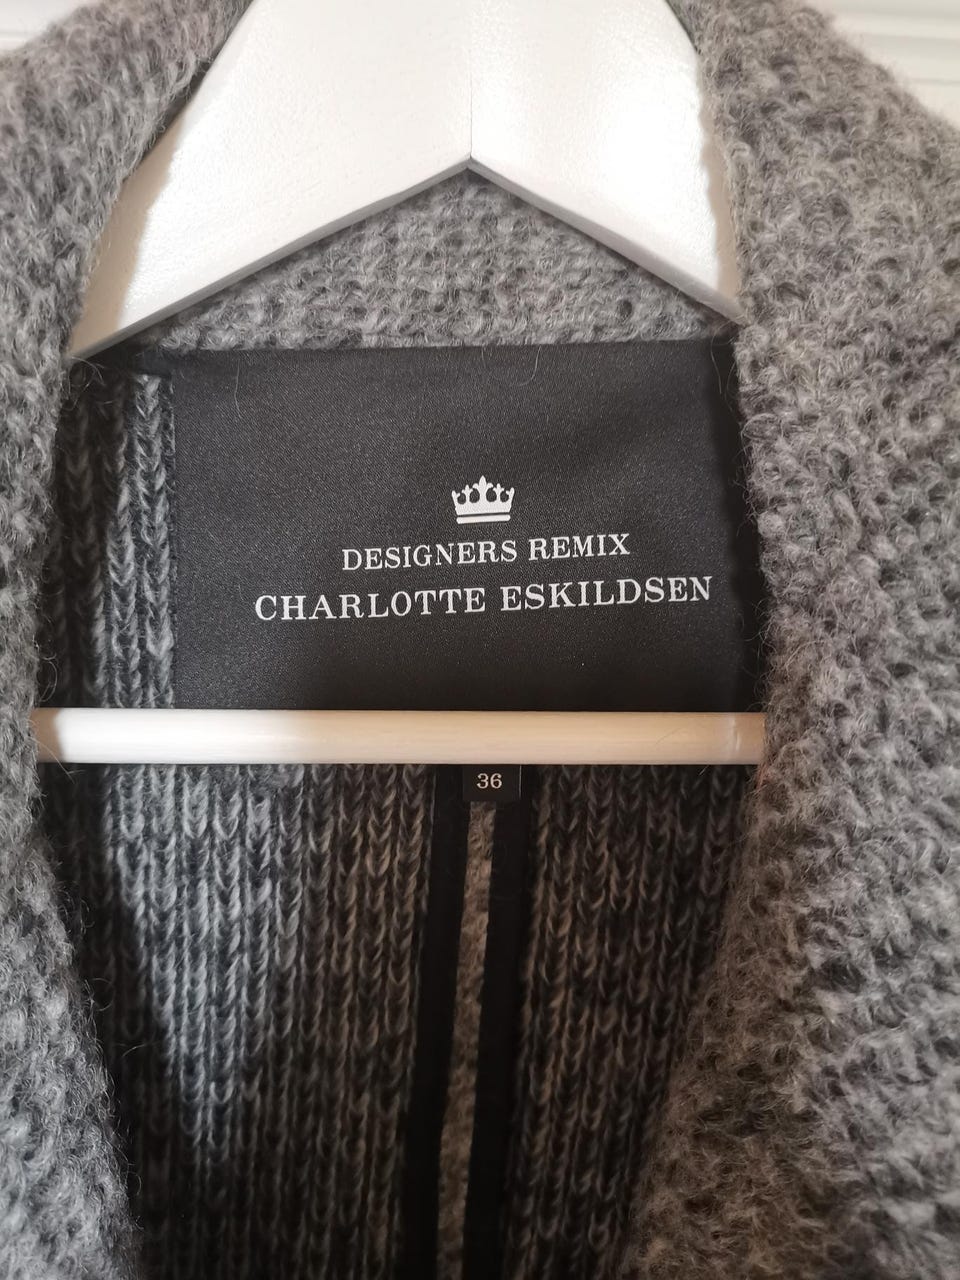 DESIGNERS REMIX
CHARLOTTE ESKILDSEN
36